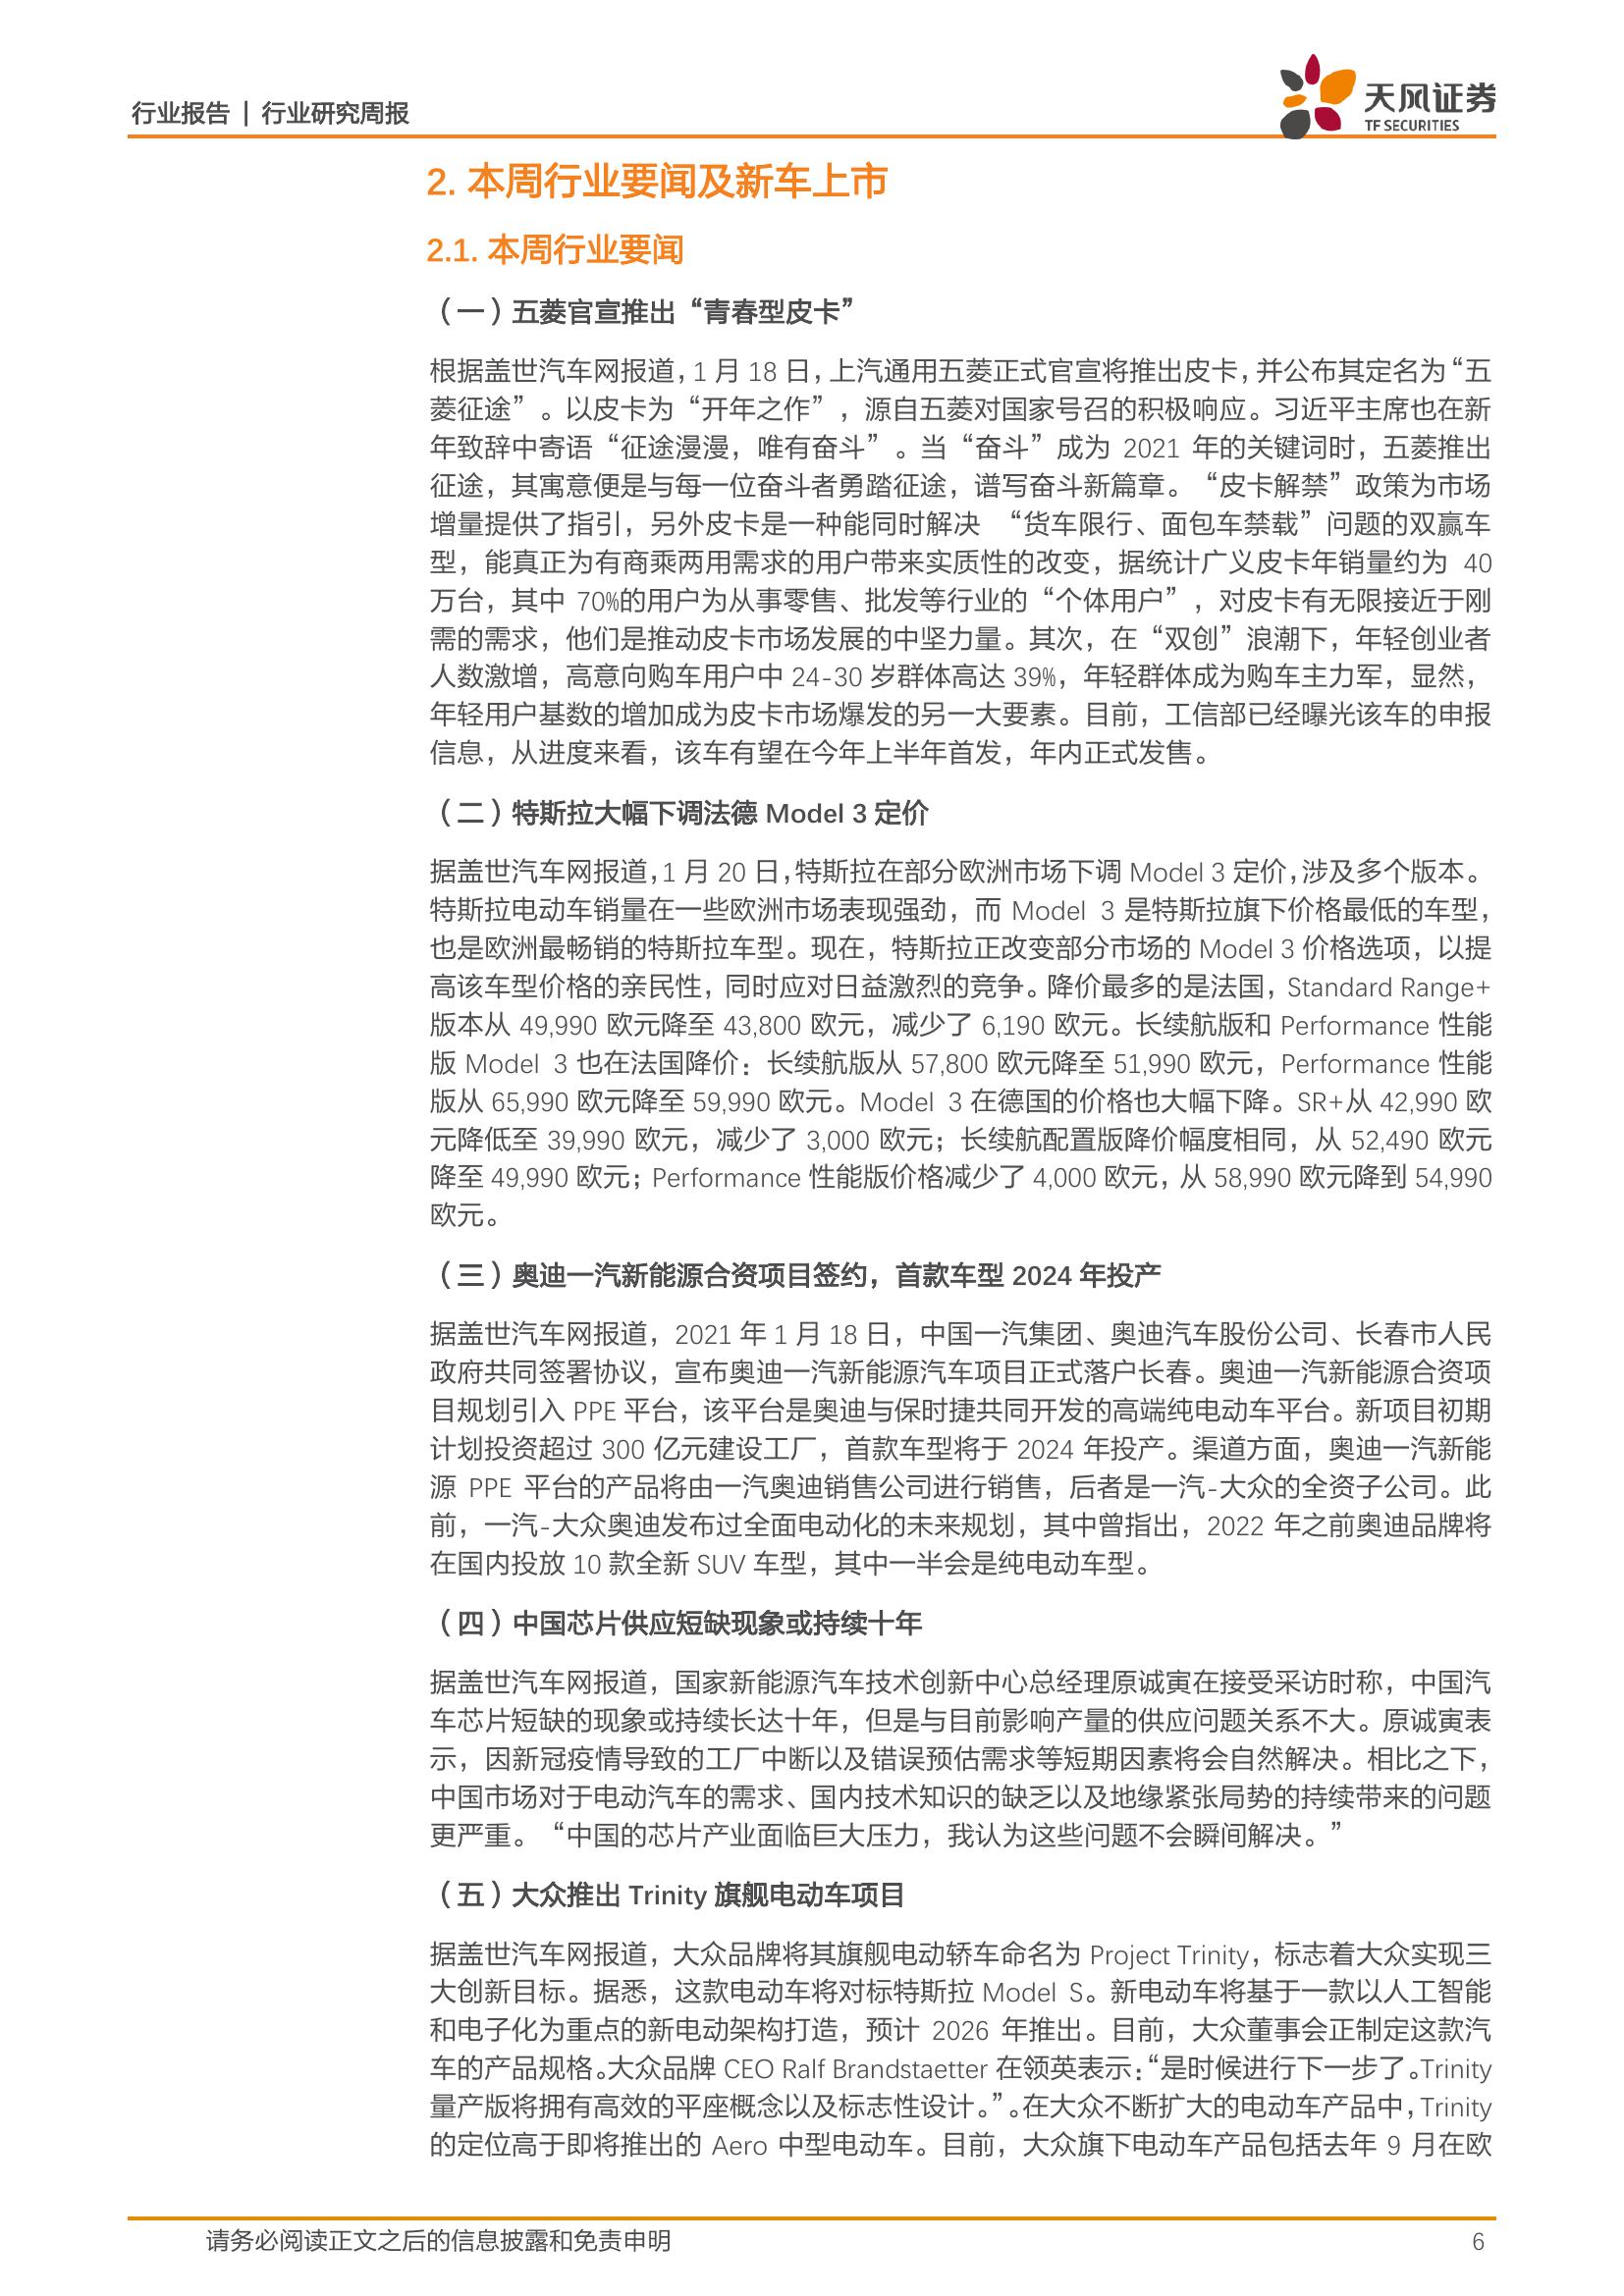 行业报告 | 行业研究周报
天风证券
TF SECURITIES
2. 本周行业要闻及新车上市
2.1. 本周行业要闻
（一）五菱官宣推出“青春型皮卡”
根据盖世汽车网报道，1 月 18 日，上汽通用五菱正式官宣将推出皮卡，并公布其定名为“五
菱征途”。以皮卡为“开年之作”，源自五菱对国家号召的积极响应。习近平主席也在新
年致辞中寄语“征途漫漫，唯有奋斗”。当“奋斗”成为 2021 年的关键词时，五菱推出
征途，其寓意便是与每一位奋斗者勇踏征途，谱写奋斗新篇章。“皮卡解禁”政策为市场
增量提供了指引，另外皮卡是一种能同时解决 “货车限行、面包车禁载”问题的双赢车
型，能真正为有商乘两用需求的用户带来实质性的改变，据统计广义皮卡年销量约为 40
万台，其中 70%的用户为从事零售、批发等行业的“个体用户”，对皮卡有无限接近于刚
需的需求，他们是推动皮卡市场发展的中坚力量。其次，在“双创”浪潮下，年轻创业者
人数激增，高意向购车用户中 24-30 岁群体高达 39%，年轻群体成为购车主力军，显然，
年轻用户基数的增加成为皮卡市场爆发的另一大要素。目前，工信部已经曝光该车的申报
信息，从进度来看，该车有望在今年上半年首发，年内正式发售。
（二）特斯拉大幅下调法德 Model 3 定价
据盖世汽车网报道，1 月 20 日，特斯拉在部分欧洲市场下调 Model 3 定价，涉及多个版本。
特斯拉电动车销量在一些欧洲市场表现强劲，而 Model 3 是特斯拉旗下价格最低的车型，
也是欧洲最畅销的特斯拉车型。现在，特斯拉正改变部分市场的 Model 3 价格选项，以提
高该车型价格的亲民性，同时应对日益激烈的竞争。降价最多的是法国，Standard Range+
版本从 49,990 欧元降至 43,800 欧元，减少了 6,190 欧元。长续航版和 Performance 性能
版 Model 3 也在法国降价：长续航版从 57,800 欧元降至 51,990 欧元，Performance 性能
版从 65,990 欧元降至 59,990 欧元。Model 3 在德国的价格也大幅下降。SR+从 42,990 欧
元降低至 39,990 欧元，减少了 3,000 欧元；长续航配置版降价幅度相同，从 52,490 欧元
降至 49,990 欧元；Performance 性能版价格减少了 4,000 欧元，从 58,990 欧元降到 54,990
欧元。
（三）奥迪一汽新能源合资项目签约，首款车型 2024 年投产
据盖世汽车网报道，2021 年 1 月 18 日，中国一汽集团、奥迪汽车股份公司、长春市人民
政府共同签署协议，宣布奥迪一汽新能源汽车项目正式落户长春。奥迪一汽新能源合资项
目规划引入 PPE 平台，该平台是奥迪与保时捷共同开发的高端纯电动车平台。新项目初期
计划投资超过 300 亿元建设工厂，首款车型将于 2024 年投产。渠道方面，奥迪一汽新能
源 PPE 平台的产品将由一汽奥迪销售公司进行销售，后者是一汽-大众的全资子公司。此
前，一汽-大众奥迪发布过全面电动化的未来规划，其中曾指出，2022 年之前奥迪品牌将
在国内投放 10 款全新 SUV 车型，其中一半会是纯电动车型。
（四）中国芯片供应短缺现象或持续十年
据盖世汽车网报道，国家新能源汽车技术创新中心总经理原诚寅在接受采访时称，中国汽
车芯片短缺的现象或持续长达十年，但是与目前影响产量的供应问题关系不大。原诚寅表
示，因新冠疫情导致的工厂中断以及错误预估需求等短期因素将会自然解决。相比之下，
中国市场对于电动汽车的需求、国内技术知识的缺乏以及地缘紧张局势的持续带来的问题
更严重。“中国的芯片产业面临巨大压力，我认为这些问题不会瞬间解决。”
（五）大众推出 Trinity 旗舰电动车项目
据盖世汽车网报道，大众品牌将其旗舰电动轿车命名为 Project Trinity，标志着大众实现三
大创新目标。据悉，这款电动车将对标特斯拉 Model S。新电动车将基于一款以人工智能
和电子化为重点的新电动架构打造，预计 2026 年推出。目前，大众董事会正制定这款汽
车的产品规格。大众品牌 CEO Ralf Brandstaetter 在领英表示：“是时候进行下一步了。Trinity
量产版将拥有高效的平座概念以及标志性设计。”。在大众不断扩大的电动车产品中，Trinity
的定位高于即将推出的 Aero 中型电动车。目前，大众旗下电动车产品包括去年 9 月在欧
请务必阅读正文之后的信息披露和免责申明
6